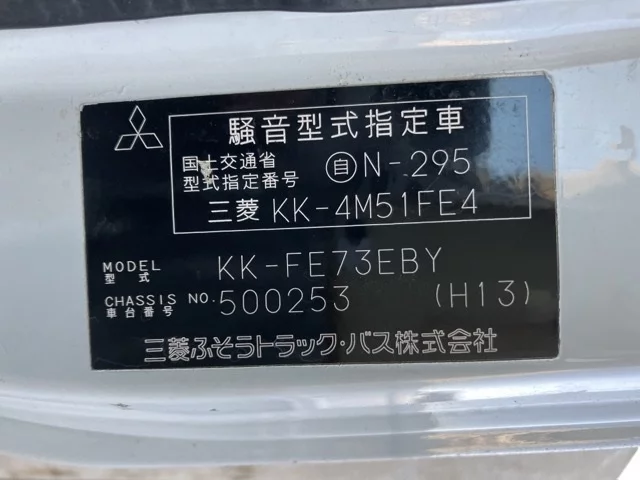 騒音型式指定車
国土交通省
型式指定番号 自N-295
三菱 KK-4M51FE4
MODEL 型式 KK-FE73EBY
CHASSIS NO. 車台番号 500253 (H13)
三菱ふそうトラック・バス株式会社